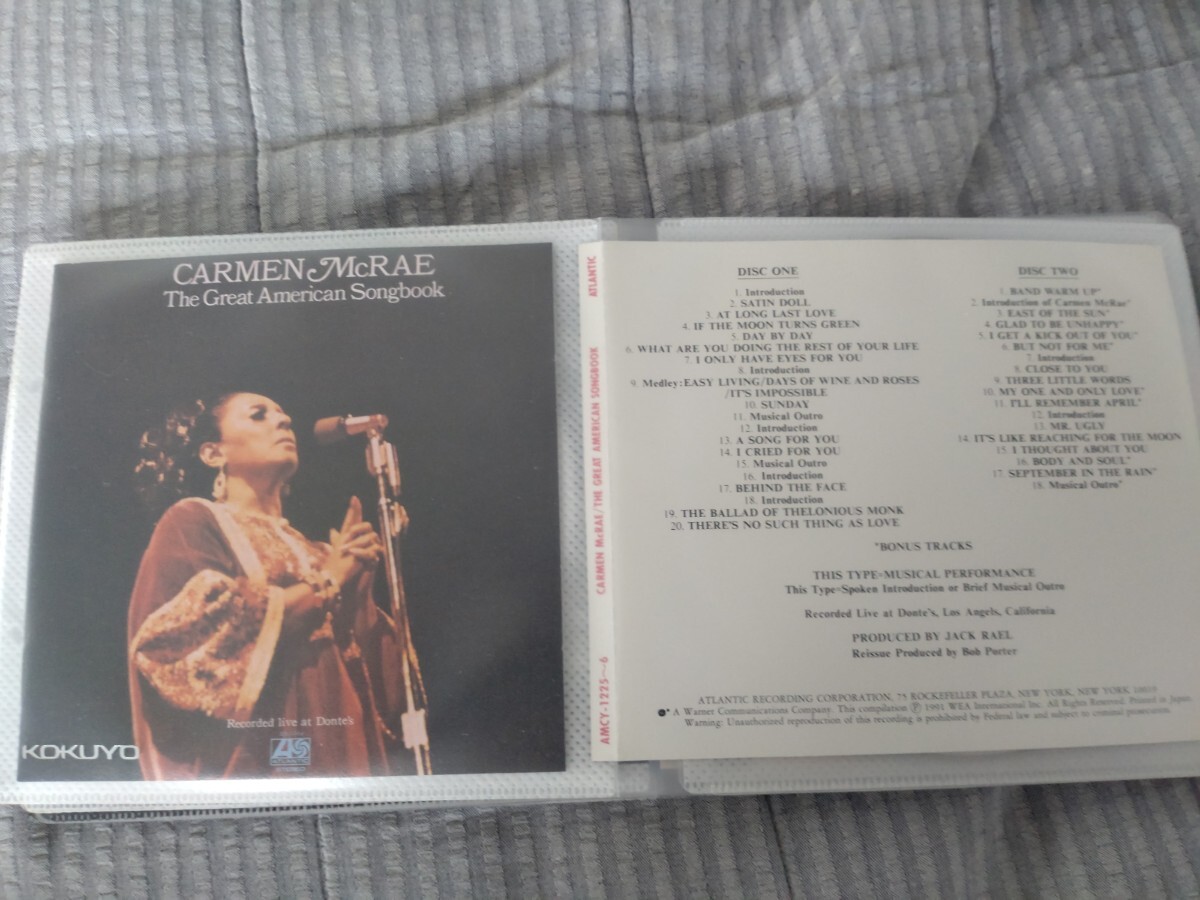 CARMEN McRAE
The Great American Songbook
Recorded live at Donte's
ATLANTIC
KOKUYO
ATLANTIC
CARMEN McRAE/THE GREAT AMERICAN SONGBOOK
AMCY-1225~6
DISC ONE
1. Introduction
2. SATIN DOLL
3. AT LONG LAST LOVE
4. IF THE MOON TURNS GREEN
5. DAY BY DAY
6. WHAT ARE YOU DOING THE REST OF YOUR LIFE
7. I ONLY HAVE EYES FOR YOU
8. Introduction
9. Medley:EASY LIVING/DAYS OF WINE AND ROSES
/IT'S IMPOSSIBLE
10. SUNDAY
11. Musical Outro
12. Introduction
13. A SONG FOR YOU
14. I CRIED FOR YOU
15. Musical Outro
16. Introduction
17. BEHIND THE FACE
18. Introduction
19. THE BALLAD OF THELONIOUS MONK
20. THERE'S NO SUCH THING AS LOVE
DISC TWO
1. BAND WARM UP*
2. Introduction of Carmen McRae*
3. EAST OF THE SUN*
4. GLAD TO BE UNHAPPY*
5. I GET A KICK OUT OF YOU*
6. BUT NOT FOR ME*
7. Introduction
8. CLOSE TO YOU
9. THREE LITTLE WORDS
10. MY ONE AND ONLY LOVE*
11. I'LL REMEMBER APRIL*
12. Introduction
13. MR. UGLY
14. IT'S LIKE REACHING FOR THE MOON
15. I THOUGHT ABOUT YOU
16. BODY AND SOUL*
17. SEPTEMBER IN THE RAIN*
18. Musical Outro*
*BONUS TRACKS
THIS TYPE=MUSICAL PERFORMANCE
This Type=Spoken Introduction or Brief Musical Outro
Recorded Live at Donte's, Los Angels, California
PRODUCED BY JACK RAEL
Reissue Produced by Bob Porter
ATLANTIC RECORDING CORPORATION, 75 ROCKEFELLER PLAZA, NEW YORK, NEW YORK 10019
A Warner Communications Company. This compilation Ⓟ 1991 WEA International Inc. All Rights Reserved. Printed in Japan.
Warning: Unauthorized reproduction of this recording is prohibited by Federal law and subject to criminal prosecution.